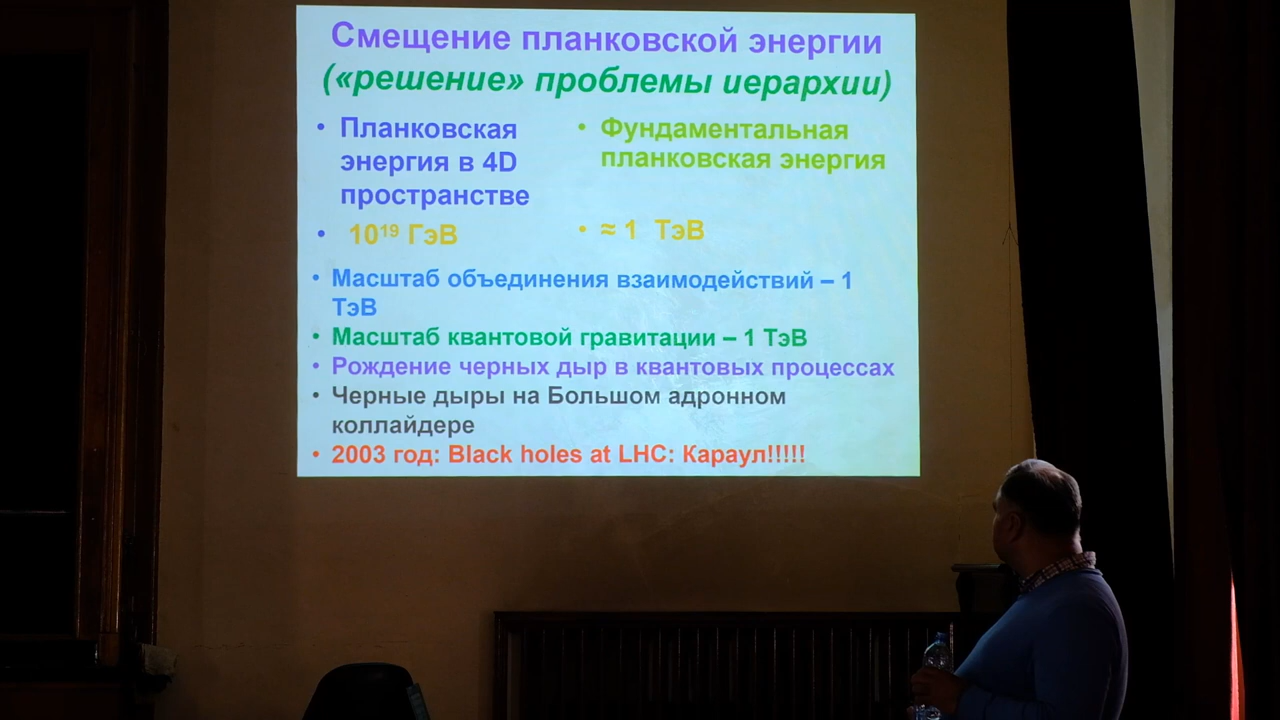 Смещение планковской энергии
(«решение» проблемы иерархии)
• Планковская
энергия в 4D
пространстве
• 10¹⁹ ГэВ
• Фундаментальная
планковская энергия
• ≈ 1 ТэВ
• Масштаб объединения взаимодействий – 1
ТэВ
• Масштаб квантовой гравитации – 1 ТэВ
• Рождение черных дыр в квантовых процессах
• Черные дыры на Большом адронном
коллайдере
• 2003 год: Black holes at LHC: Караул!!!!!